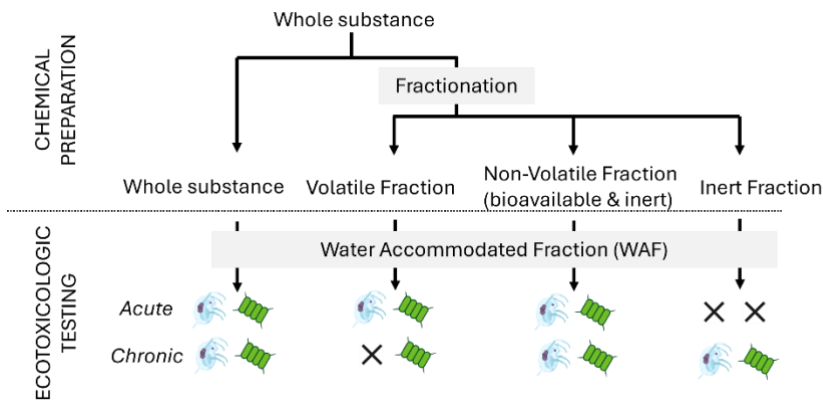 Whole substance
CHEMICAL
PREPARATION
Fractionation
Whole substance
Volatile Fraction
Non-Volatile Fraction
(bioavailable & inert)
Inert Fraction
ECOTOXICOLOGIC
TESTING
Water Accommodated Fraction (WAF)
Acute
Chronic